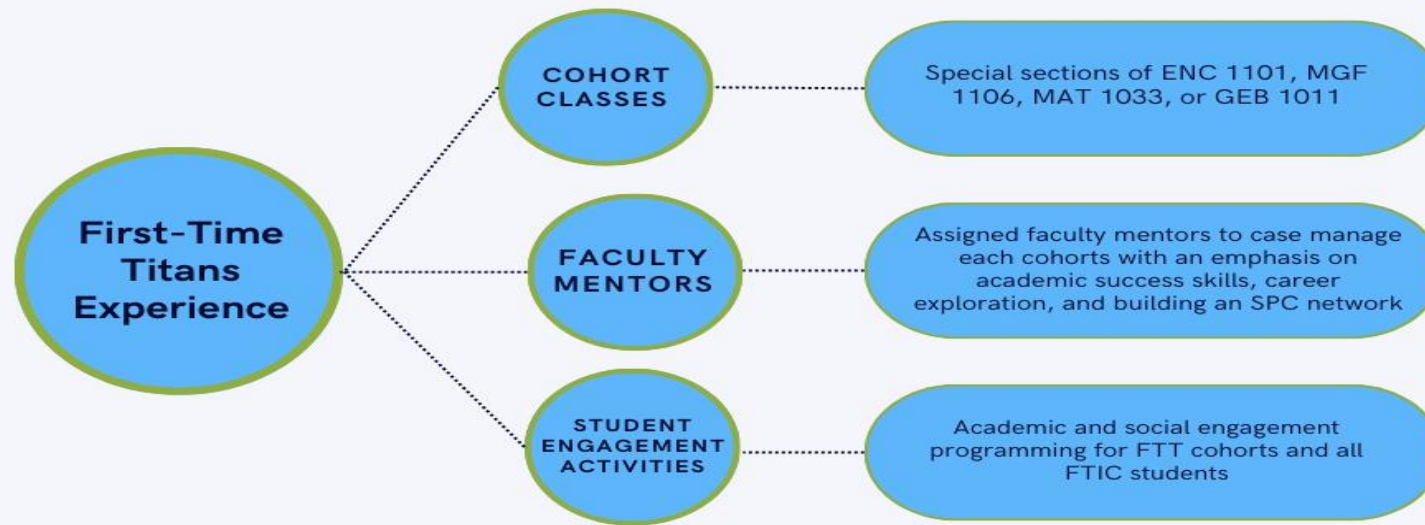 First-Time
Titans
Experience
COHORT
CLASSES
Special sections of ENC 1101, MGF
1106, MAT 1033, or GEB 1011
FACULTY
MENTORS
Assigned faculty mentors to case manage
each cohorts with an emphasis on
academic success skills, career
exploration, and building an SPC network
STUDENT
ENGAGEMENT
ACTIVITIES
Academic and social engagement
programming for FTT cohorts and all
FTIC students